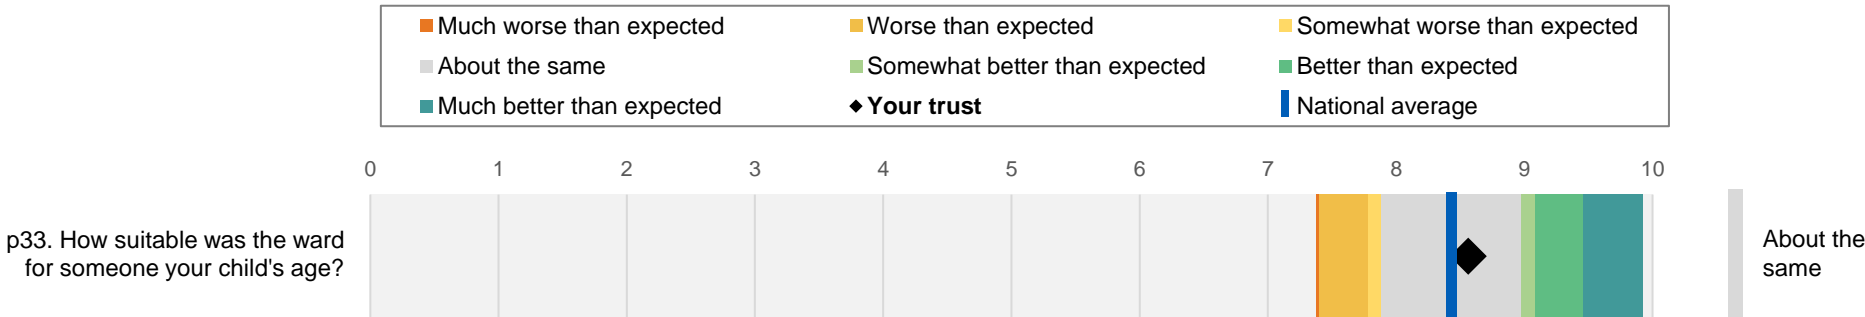 Much worse than expected
Worse than expected
Somewhat worse than expected
About the same
Somewhat better than expected
Better than expected
Much better than expected
Your trust
National average
0 1 2 3 4 5 6 7 8 9 10
p33. How suitable was the ward
for someone your child's age?
About the
same